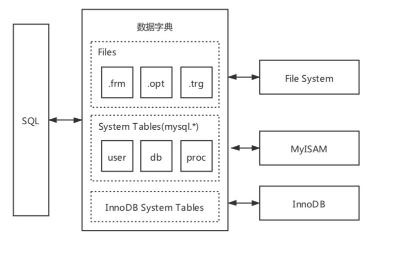 数据字典
Files
.frm .opt .trg
File System
SQL
System Tables(mysql.*)
user db proc
MyISAM
InnoDB System Tables
InnoDB